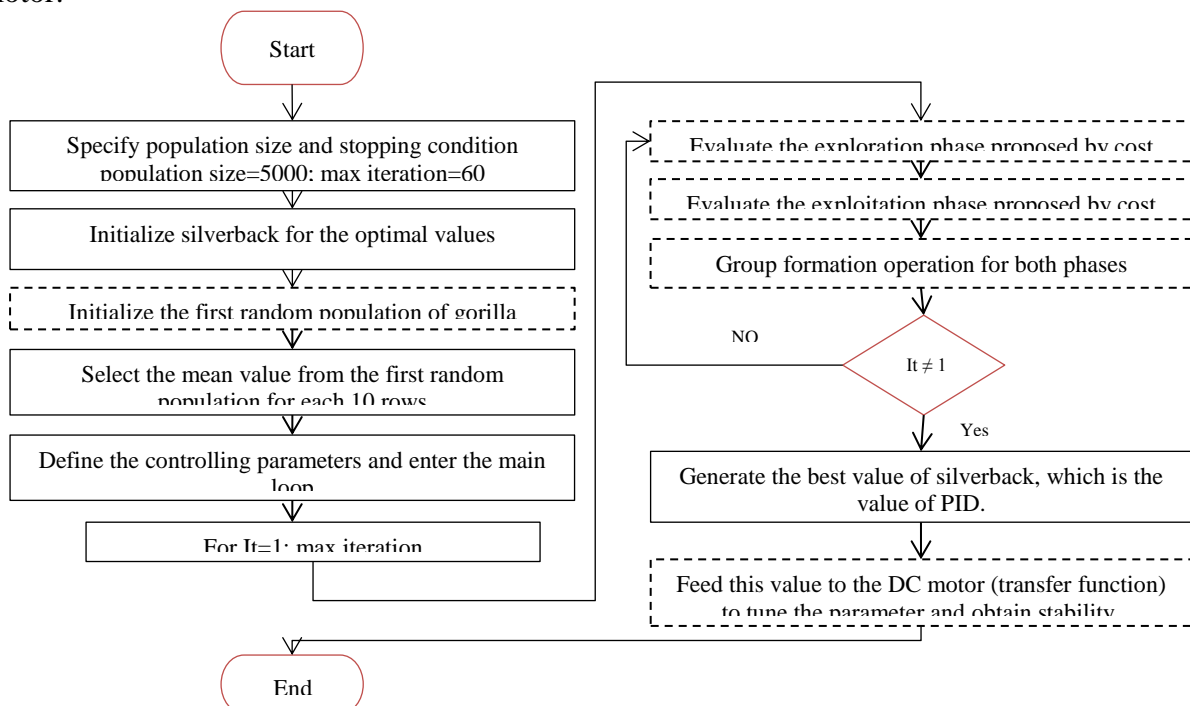 otor.
Start
Specify population size and stopping condition
population size=5000; max iteration=60
Initialize silverback for the optimal values
Initialize the first random population of gorilla
Select the mean value from the first random
population for each 10 rows
Define the controlling parameters and enter the main
loop
For It=1: max iteration
Evaluate the exploration phase proposed by cost
Evaluate the exploitation phase proposed by cost
Group formation operation for both phases
NO
It ≠ 1
Yes
Generate the best value of silverback, which is the
value of PID.
Feed this value to the DC motor (transfer function)
to tune the parameter and obtain stability
End